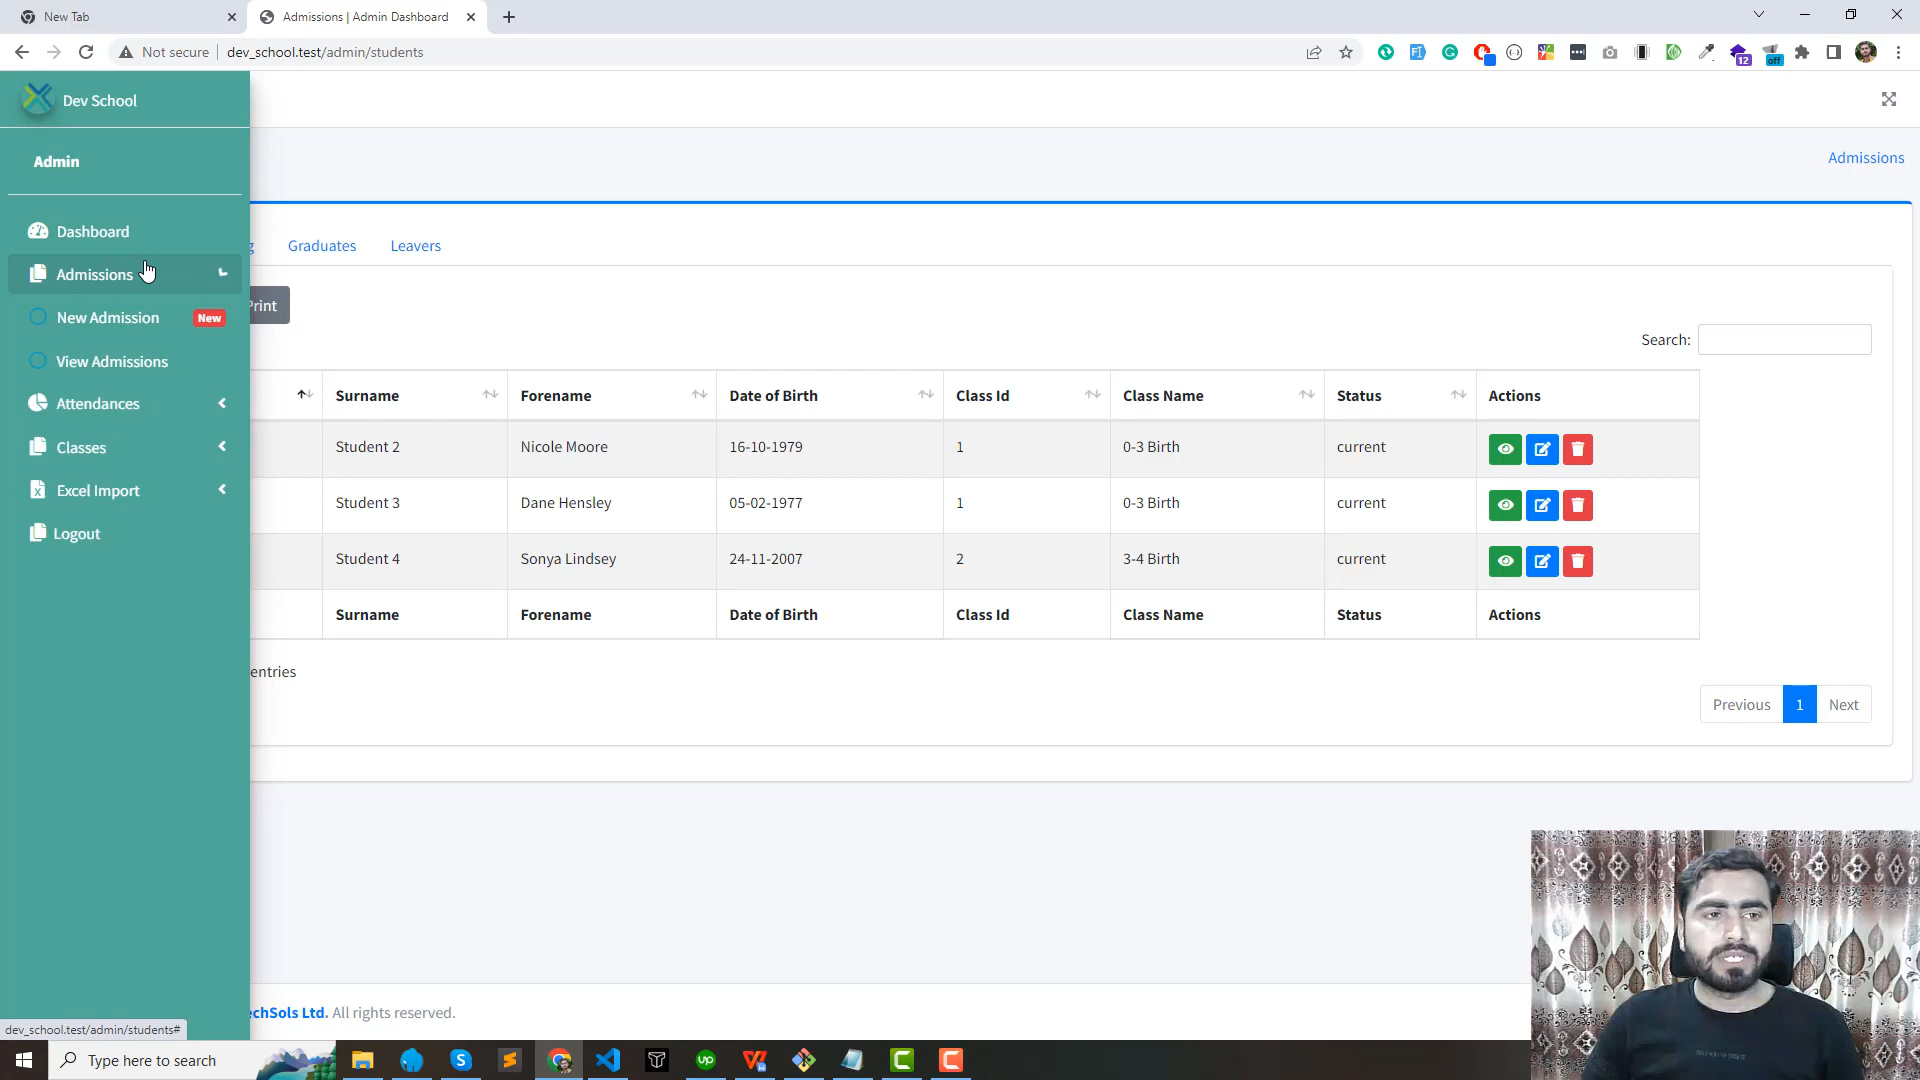 New Tab
Admissions | Admin Dashboard
Not secure
dev_school.test/admin/students
12
off
Dev School
Admin
Admissions
Dashboard
Admissions
New Admission New
View Admissions
Attendances
Classes
Excel Import
Logout
Graduates
Leavers
Print
Search:
Surname Forename Date of Birth Class Id Class Name Status Actions
Student 2 Nicole Moore 16-10-1979 1 0-3 Birth current
Student 3 Dane Hensley 05-02-1977 1 0-3 Birth current
Student 4 Sonya Lindsey 24-11-2007 2 3-4 Birth current
Surname Forename Date of Birth Class Id Class Name Status Actions
entries
Previous 1 Next
echSols Ltd. All rights reserved.
dev_school.test/admin/students#
Type here to search